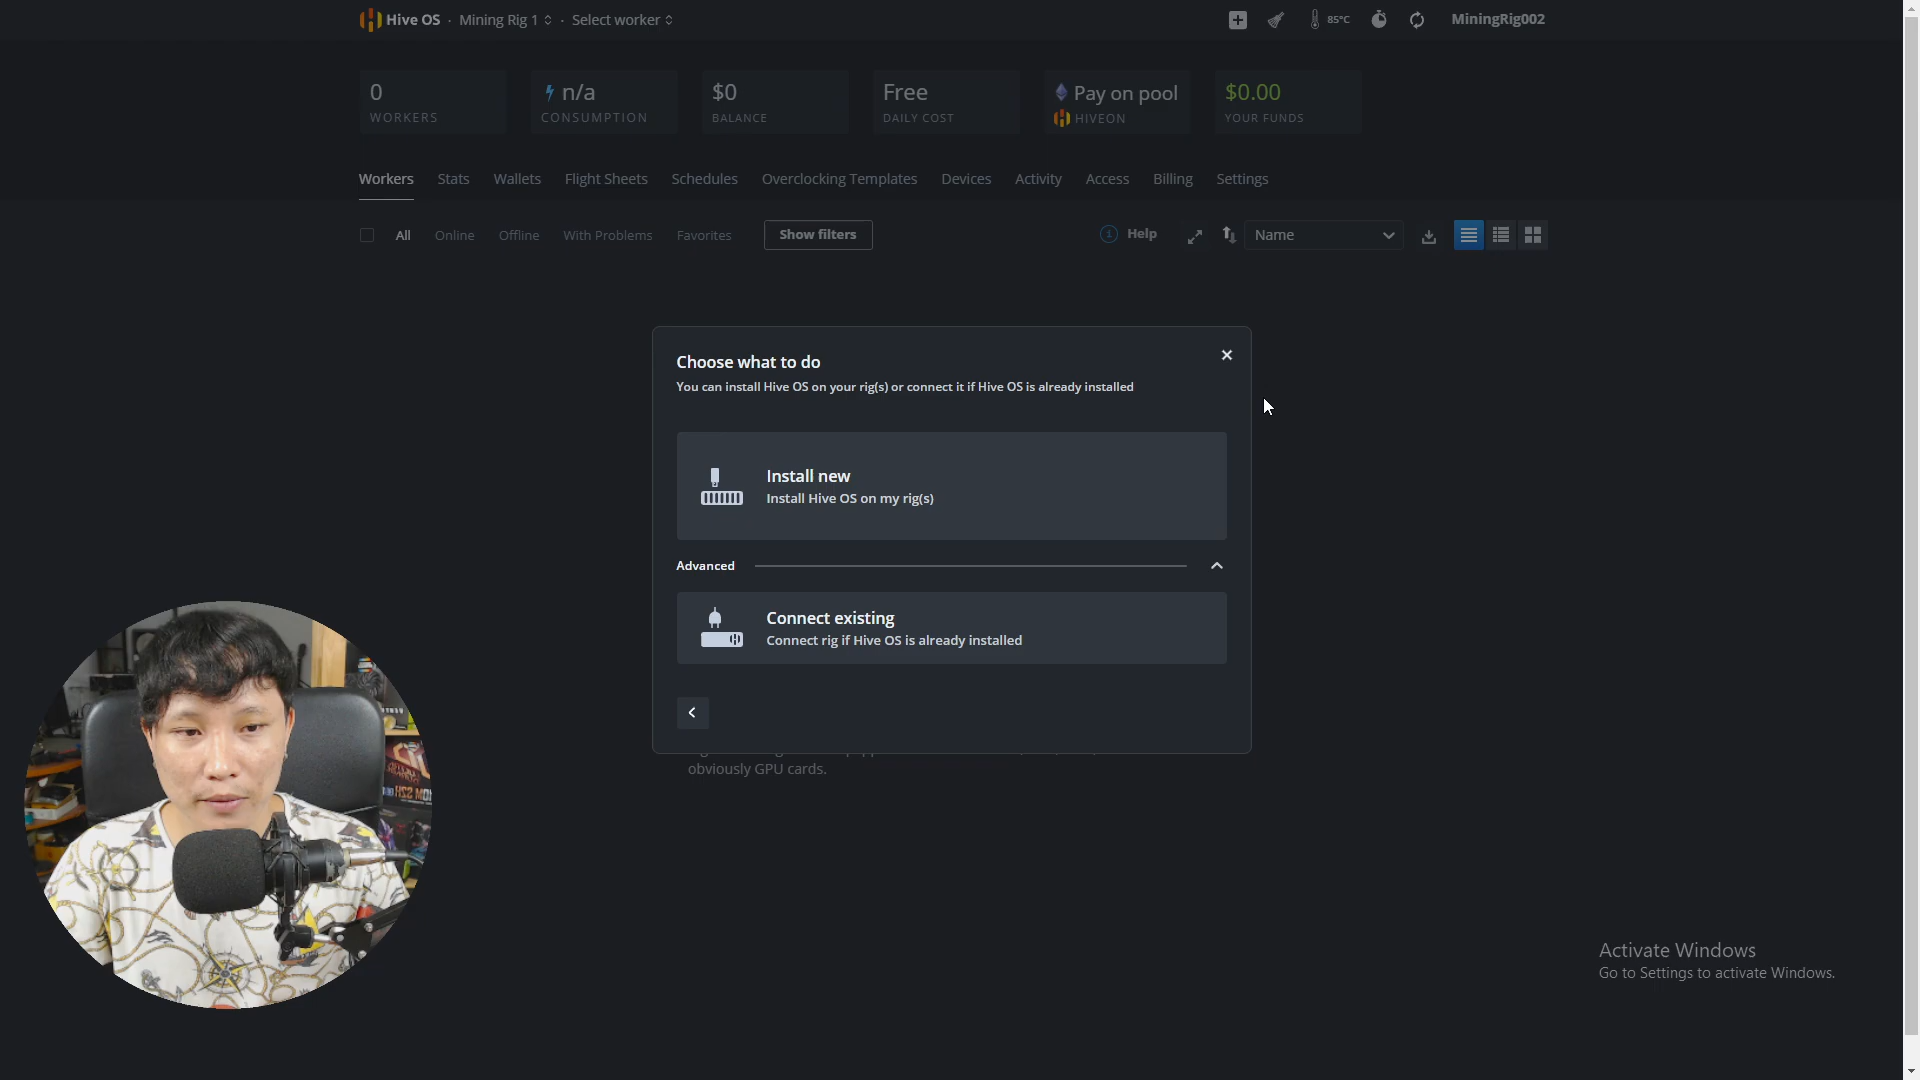 Hive OS · Mining Rig 1 · Select worker
85°C
MiningRig002
0
WORKERS
n/a
CONSUMPTION
$0
BALANCE
Free
DAILY COST
Pay on pool
HIVEON
$0.00
YOUR FUNDS
Workers Stats Wallets Flight Sheets Schedules Overclocking Templates Devices Activity Access Billing Settings
All Online Offline With Problems Favorites Show filters
Help
Name
Choose what to do
You can install Hive OS on your rig(s) or connect it if Hive OS is already installed
Install new
Install Hive OS on my rig(s)
Advanced
Connect existing
Connect rig if Hive OS is already installed
obviously GPU cards.
Activate Windows
Go to Settings to activate Windows.